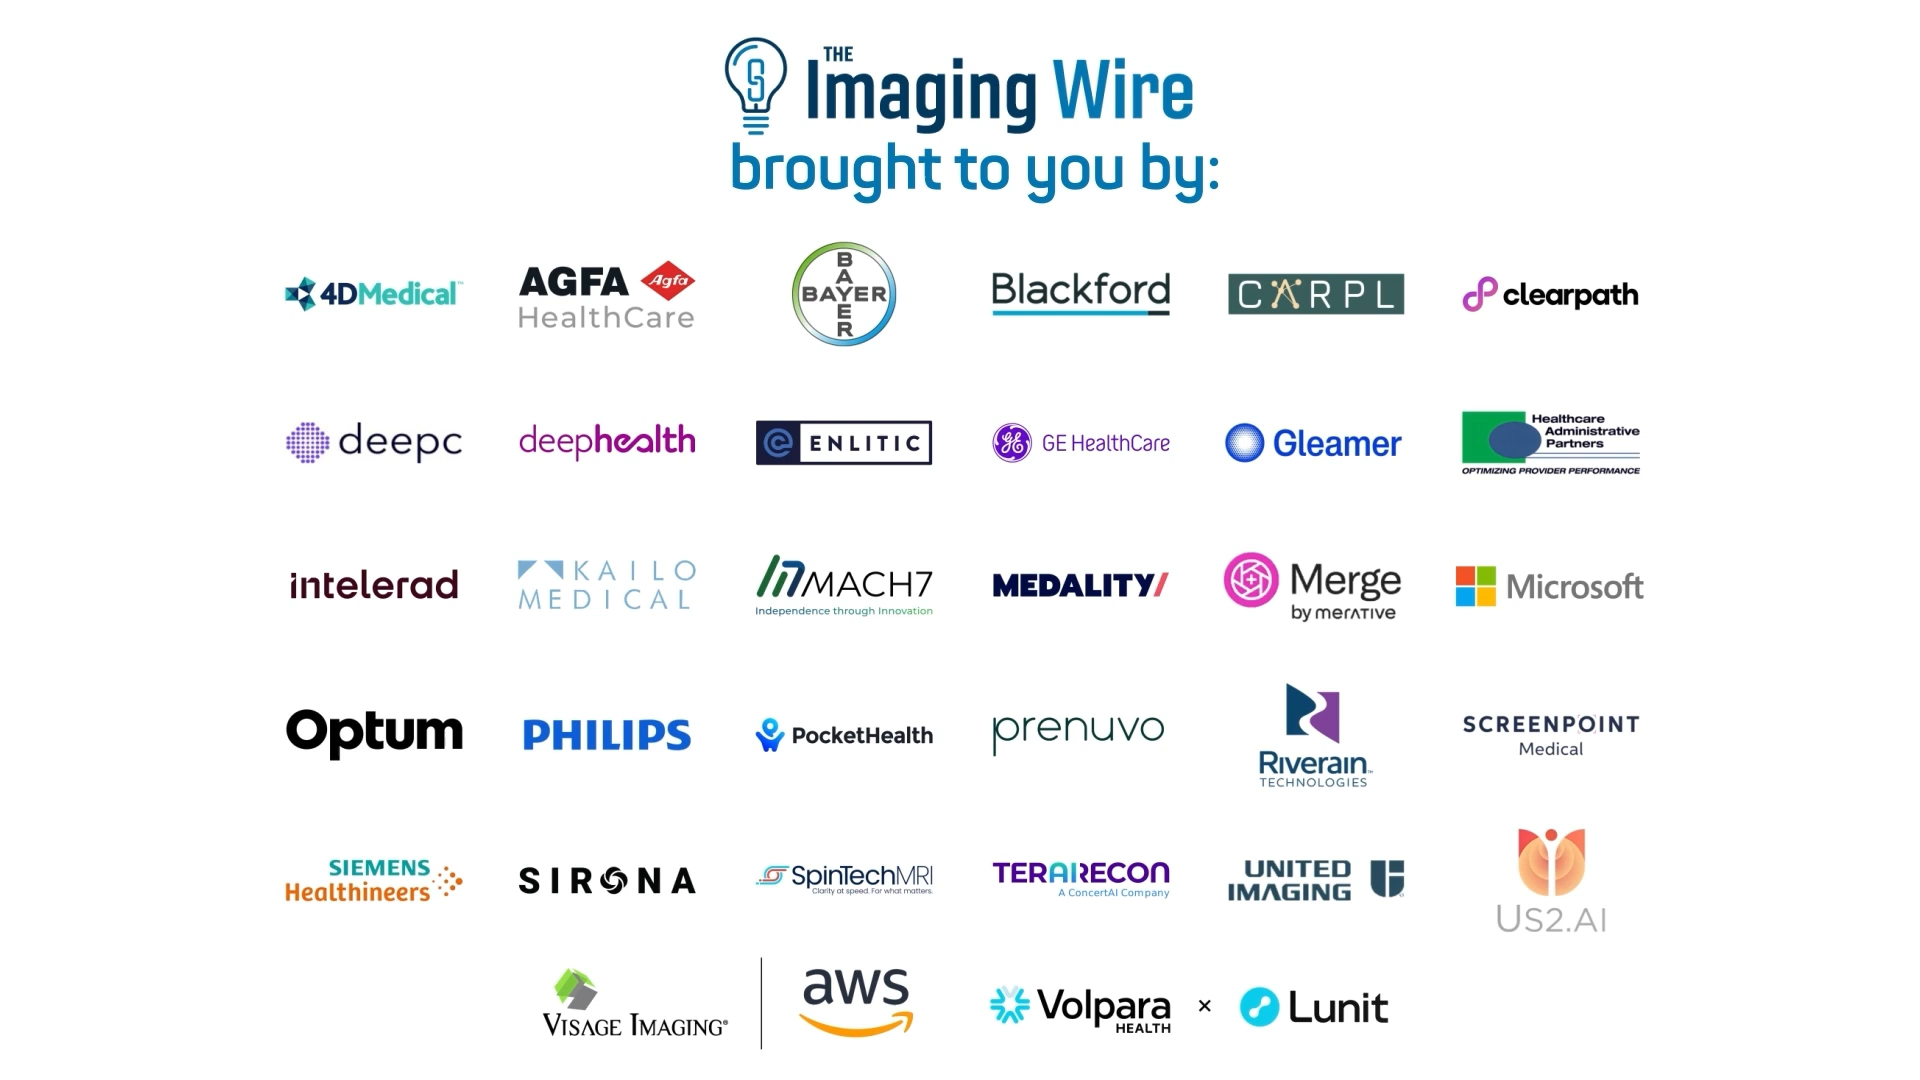 THE
Imaging Wire
brought to you by:
4DMedical™
AGFA
Agfa
HealthCare
BAYER
BAYER
Blackford
CARPL
clearpath
deepc
deephealth
ENLITIC
GE HealthCare
Gleamer
Healthcare
Administrative
Partners
OPTIMIZING PROVIDER PERFORMANCE
intelerad
KAILO
MEDICAL
MACH7
Independence through Innovation
MEDALITY/
Merge
by merative
Microsoft
Optum
PHILIPS
PocketHealth
prenuvo
Riverain™
TECHNOLOGIES
SCREENPOINT
Medical
SIEMENS
Healthineers
SIRONA
SpinTechMRI
Clarity at speed. For what matters.
TERARECON
A ConcertAI Company
UNITED
IMAGING
US2.AI
VISAGE IMAGING®
aws
Volpara
HEALTH
×
Lunit